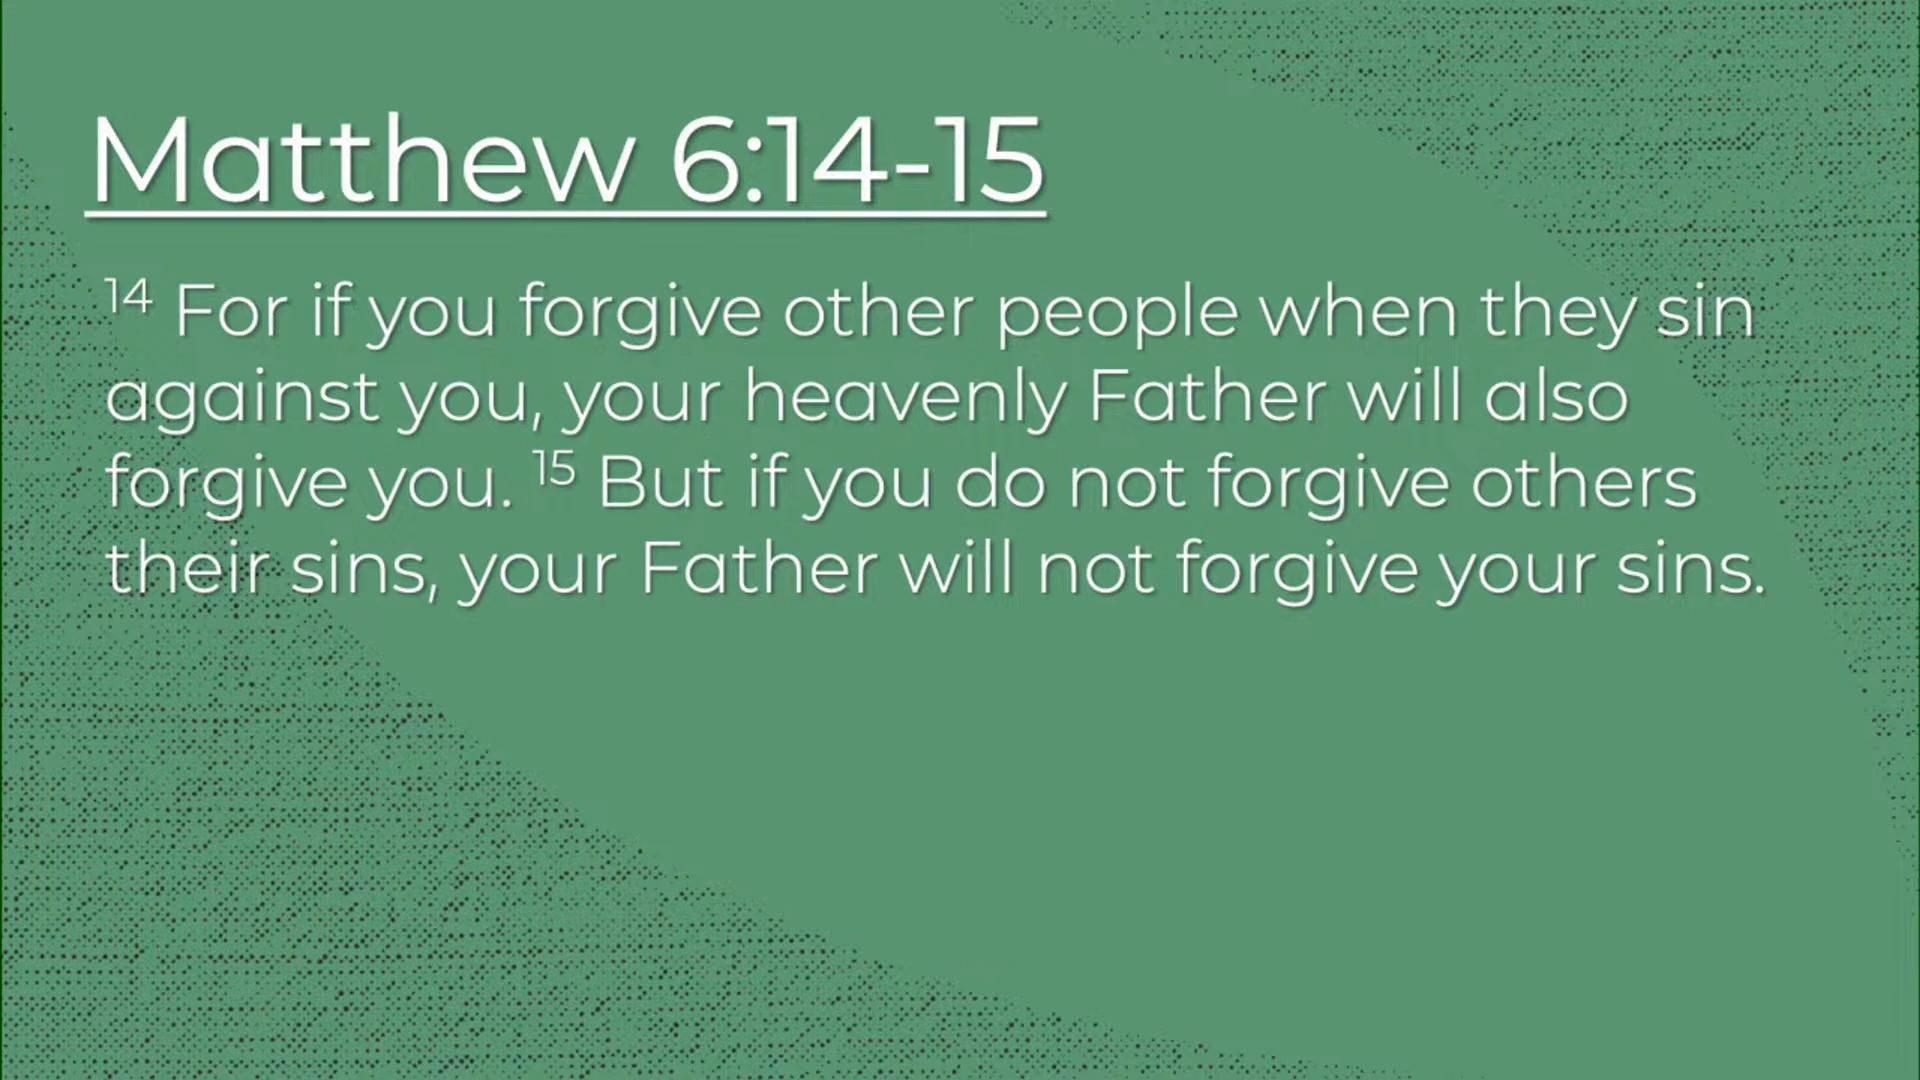 Matthew 6:14-15
14 For if you forgive other people when they sin
against you, your heavenly Father will also
forgive you. 15 But if you do not forgive others
their sins, your Father will not forgive your sins.